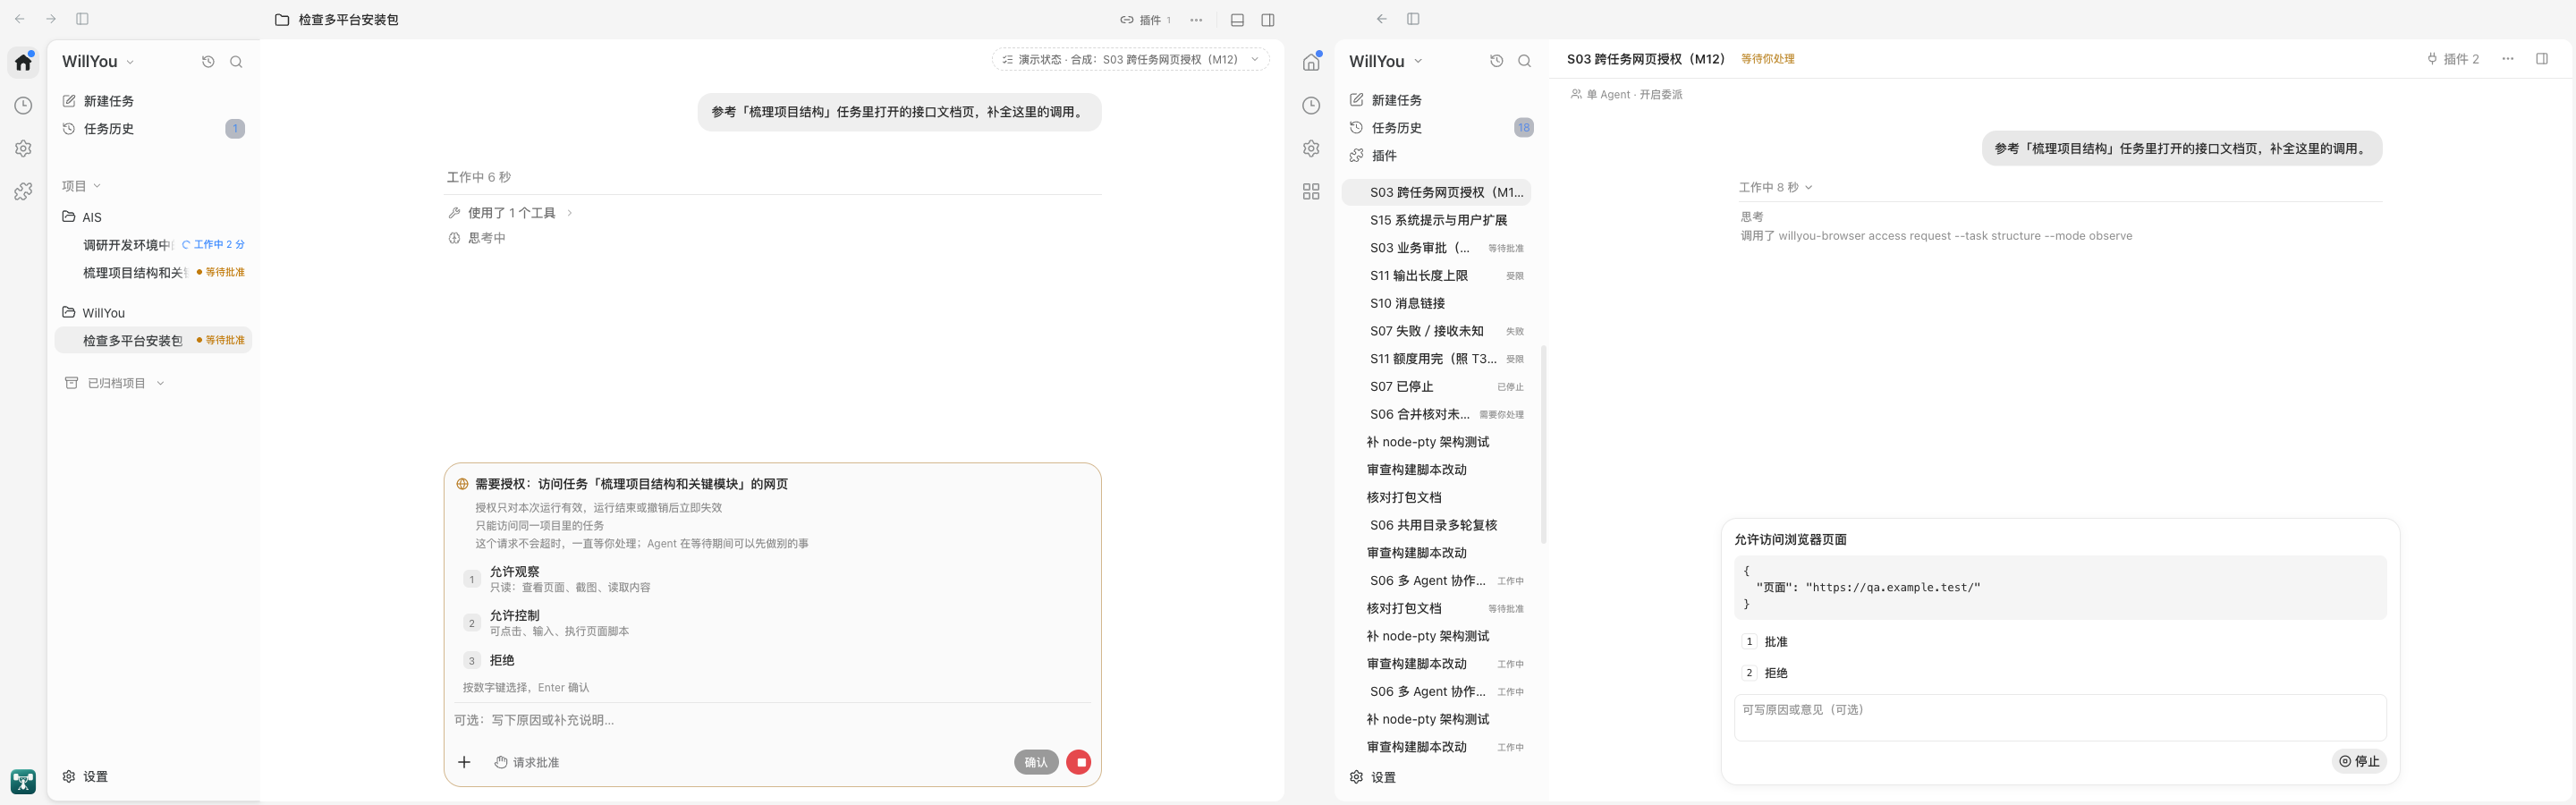 检查多平台安装包
插件 1
WillYou
新建任务
任务历史
1
项目
AIS
调研开发环境中
工作中 2 分
梳理项目结构和关
等待批准
WillYou
检查多平台安装包
等待批准
已归档项目
设置
演示状态 · 合成：S03 跨任务网页授权（M12）
参考「梳理项目结构」任务里打开的接口文档页，补全这里的调用。
工作中 6 秒
使用了 1 个工具
思考中
需要授权：访问任务「梳理项目结构和关键模块」的网页
授权只对本次运行有效，运行结束或撤销后立即失效
只能访问同一项目里的任务
这个请求不会超时，一直等你处理；Agent 在等待期间可以先做别的事
1
允许观察
只读：查看页面、截图、读取内容
2
允许控制
可点击、输入、执行页面脚本
3
拒绝
按数字键选择，Enter 确认
可选：写下原因或补充说明...
请求批准
确认
WillYou
新建任务
任务历史
18
插件
S03 跨任务网页授权（M1...
S15 系统提示与用户扩展
S03 业务审批（...
等待批准
S11 输出长度上限
受限
S10 消息链接
S07 失败 / 接收未知
失败
S11 额度用完（照 T3...
受限
S07 已停止
已停止
S06 合并核对未...
需要你处理
补 node-pty 架构测试
审查构建脚本改动
核对打包文档
S06 共用目录多轮复核
审查构建脚本改动
S06 多 Agent 协作...
工作中
核对打包文档
等待批准
补 node-pty 架构测试
审查构建脚本改动
工作中
S06 多 Agent 协作...
工作中
补 node-pty 架构测试
审查构建脚本改动
工作中
设置
S03 跨任务网页授权（M12）
等待你处理
插件 2
单 Agent · 开启委派
参考「梳理项目结构」任务里打开的接口文档页，补全这里的调用。
工作中 8 秒
思考
调用了 willyou-browser access request --task structure --mode observe
允许访问浏览器页面
{
"页面": "https://qa.example.test/"
}
1
批准
2
拒绝
可写原因或意见（可选）
停止